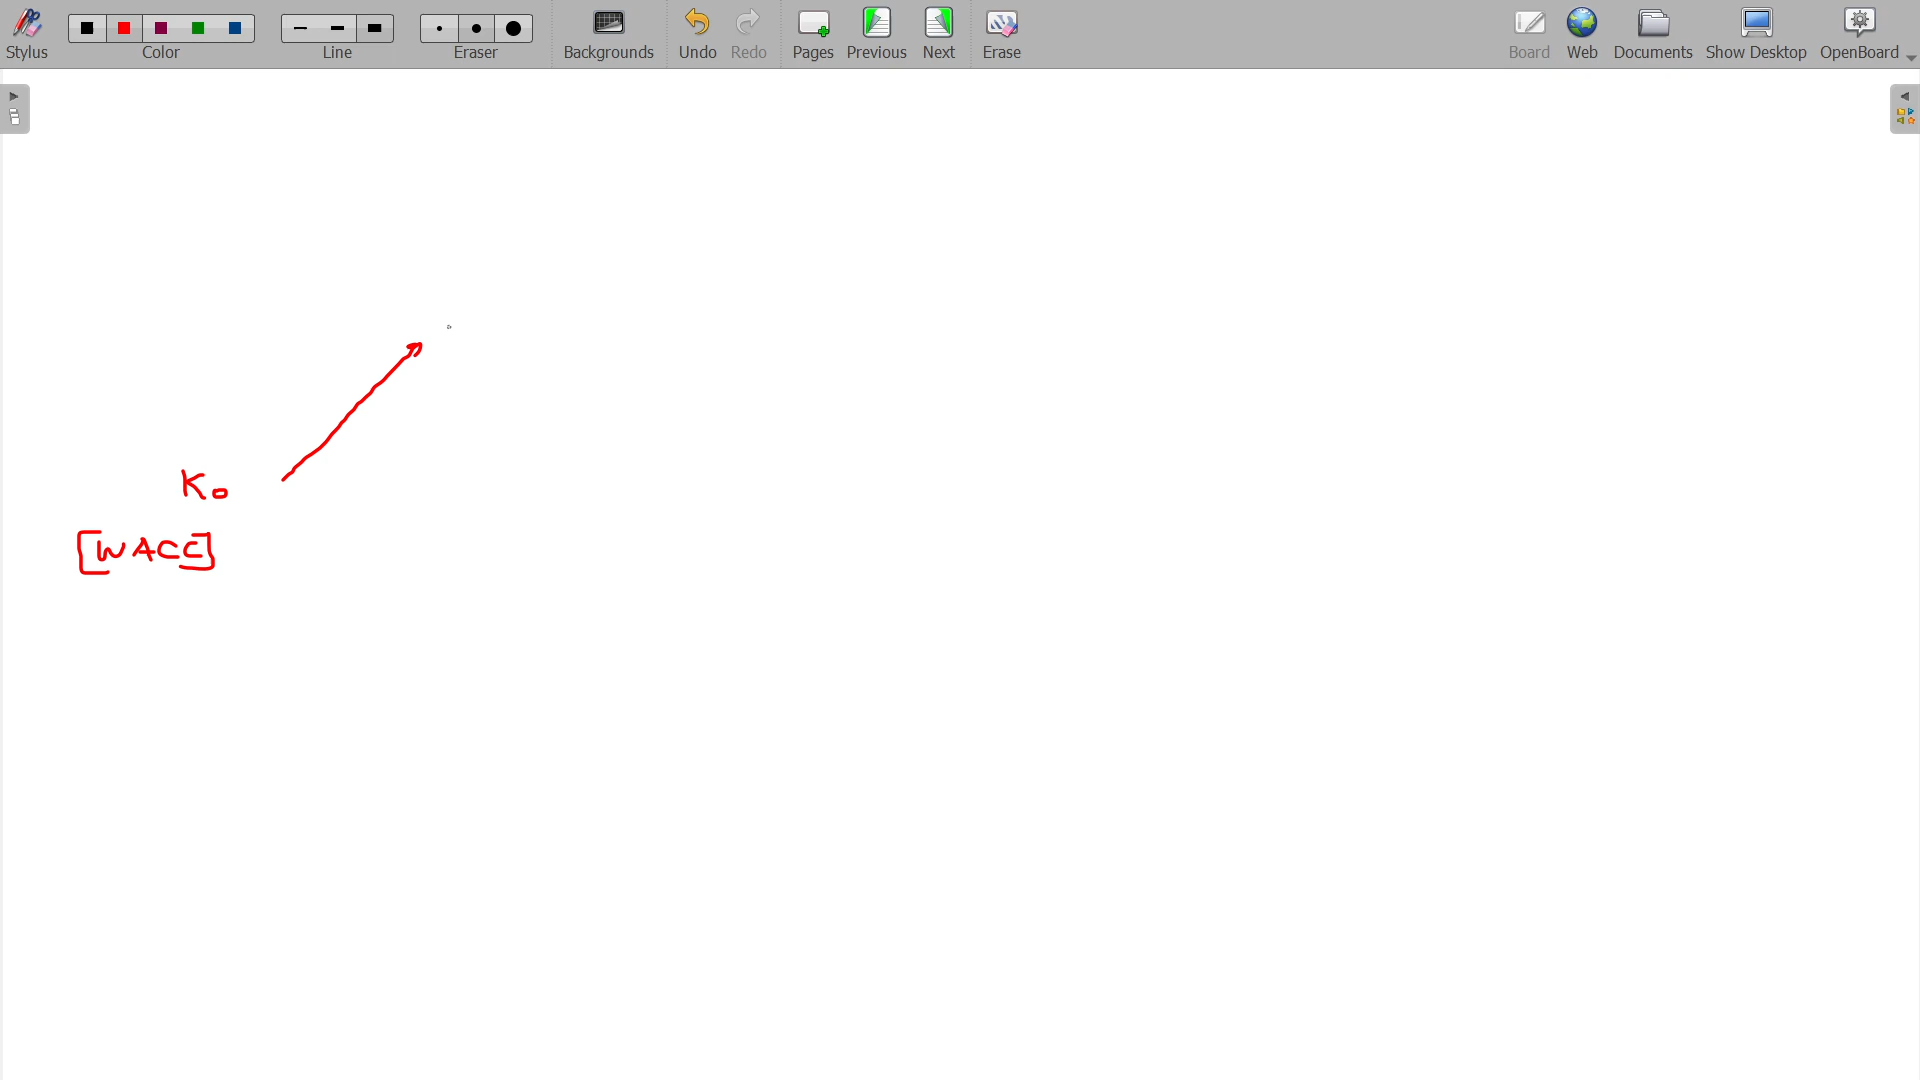 Stylus Color Line Eraser Backgrounds Undo Redo Pages Previous Next Erase Board Web Documents Show Desktop OpenBoard
Ko
[WACC]